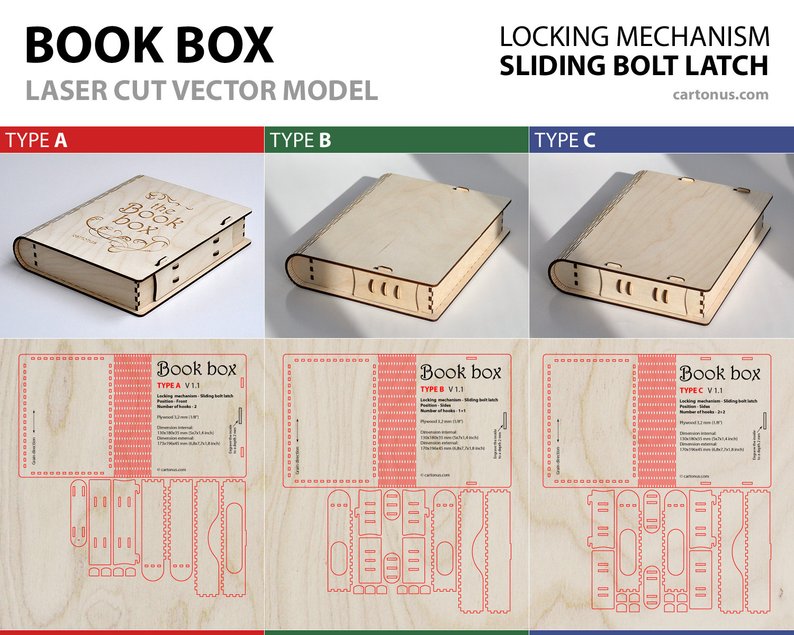 BOOK BOX
LASER CUT VECTOR MODEL
LOCKING MECHANISM
SLIDING BOLT LATCH
cartonus.com
TYPE A
TYPE B
TYPE C
the
Book
box
cartonus
Book box
TYPE A V 1.1
Locking mechanism - Sliding bolt latch
Position - Front
Number of hooks - 2
Plywood 3,2 mm (1/8")
Dimension internal:
130x180x35 mm (5x7x1,4 inch)
Dimension external:
173x196x45 mm (6,8x7,7x1,8 inch)
© cartonus.com
Grain direction
Engrave the inside
to a depth 2 mm
Book box
TYPE B V 1.1
Locking mechanism - Sliding bolt latch
Position - Sides
Number of hooks - 1+1
Plywood 3,2 mm (1/8")
Dimension internal:
130x180x35 mm (5x7x1,4 inch)
Dimension external:
170x196x45 mm (6,8x7,7x1,8 inch)
© cartonus.com
Grain direction
Engrave the inside
to a depth 2 mm
Book box
TYPE C V 1.1
Locking mechanism - Sliding bolt latch
Position - Sides
Number of hooks - 2+2
Plywood 3,2 mm (1/8")
Dimension internal:
130x180x35 mm (5x7x1,4 inch)
Dimension external:
170x196x45 mm (6,8x7,7x1,8 inch)
© cartonus.com
Grain direction
Engrave the inside
to a depth 2 mm